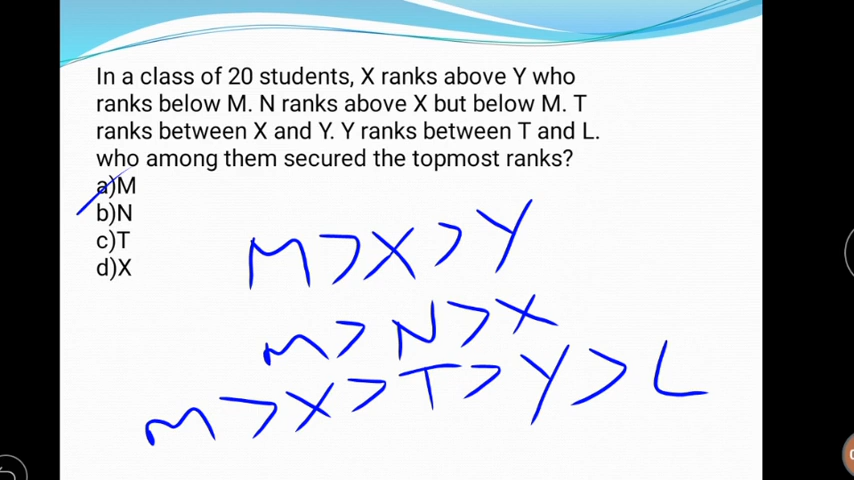 In a class of 20 students, X ranks above Y who
ranks below M. N ranks above X but below M. T
ranks between X and Y. Y ranks between T and L.
who among them secured the topmost ranks?
a)M
b)N
c)T
d)X
M>X>Y
M>N>X
M>X>T>Y>L